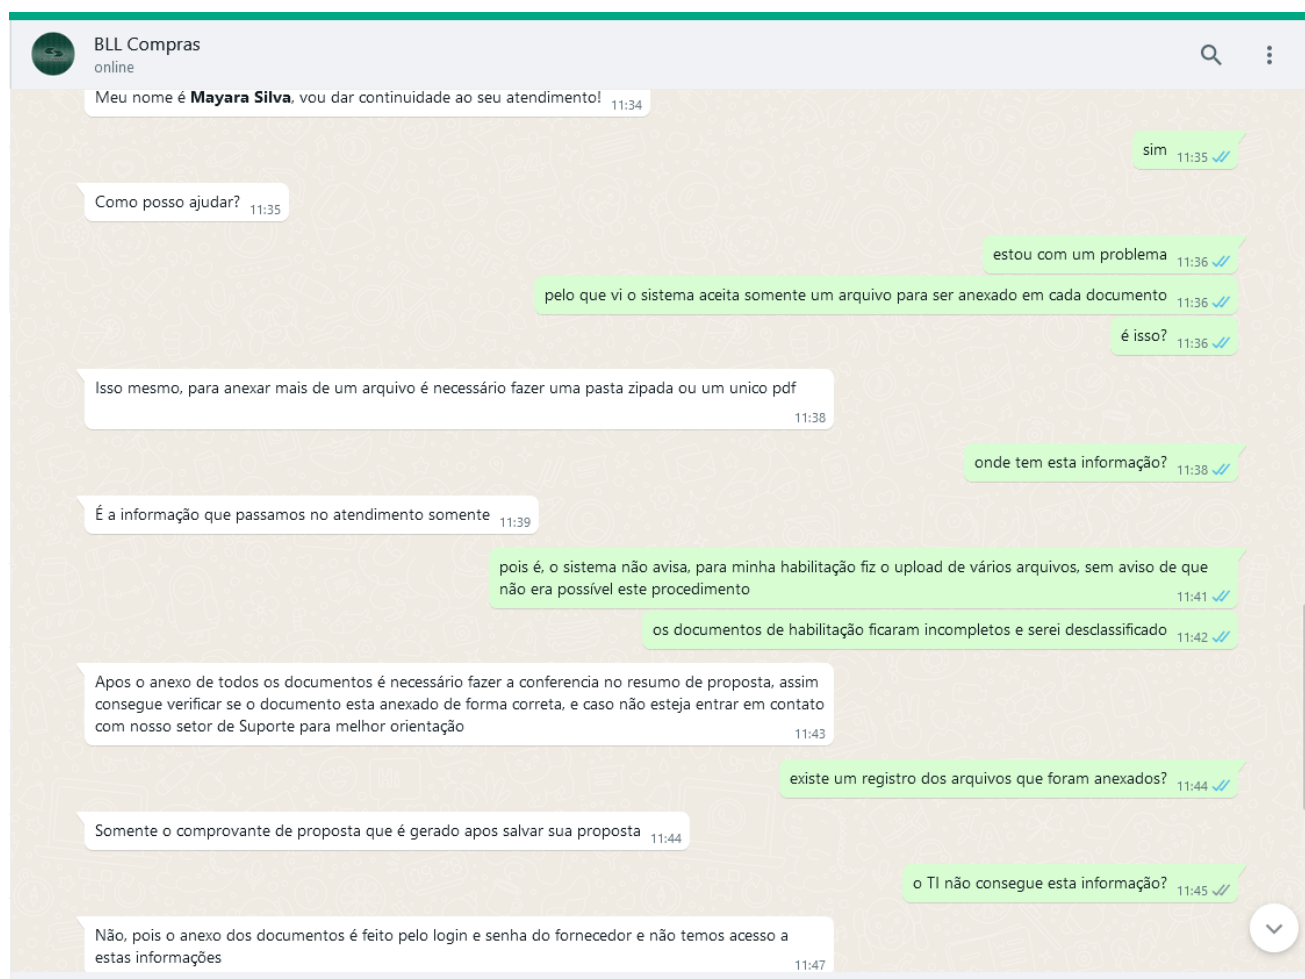 BLL Compras
online
Meu nome é Mayara Silva, vou dar continuidade ao seu atendimento! 11:34
sim 11:35
Como posso ajudar? 11:35
estou com um problema 11:36
pelo que vi o sistema aceita somente um arquivo para ser anexado em cada documento 11:36
é isso? 11:36
Isso mesmo, para anexar mais de um arquivo é necessário fazer uma pasta zipada ou um unico pdf
11:38
onde tem esta informação? 11:38
É a informação que passamos no atendimento somente 11:39
pois é, o sistema não avisa, para minha habilitação fiz o upload de vários arquivos, sem aviso de que
não era possível este procedimento 11:41
os documentos de habilitação ficaram incompletos e serei desclassificado 11:42
Apos o anexo de todos os documentos é necessário fazer a conferencia no resumo de proposta, assim
consegue verificar se o documento esta anexado de forma correta, e caso não esteja entrar em contato
com nosso setor de Suporte para melhor orientação 11:43
existe um registro dos arquivos que foram anexados? 11:44
Somente o comprovante de proposta que é gerado apos salvar sua proposta 11:44
o TI não consegue esta informação? 11:45
Não, pois o anexo dos documentos é feito pelo login e senha do fornecedor e não temos acesso a
estas informações 11:47